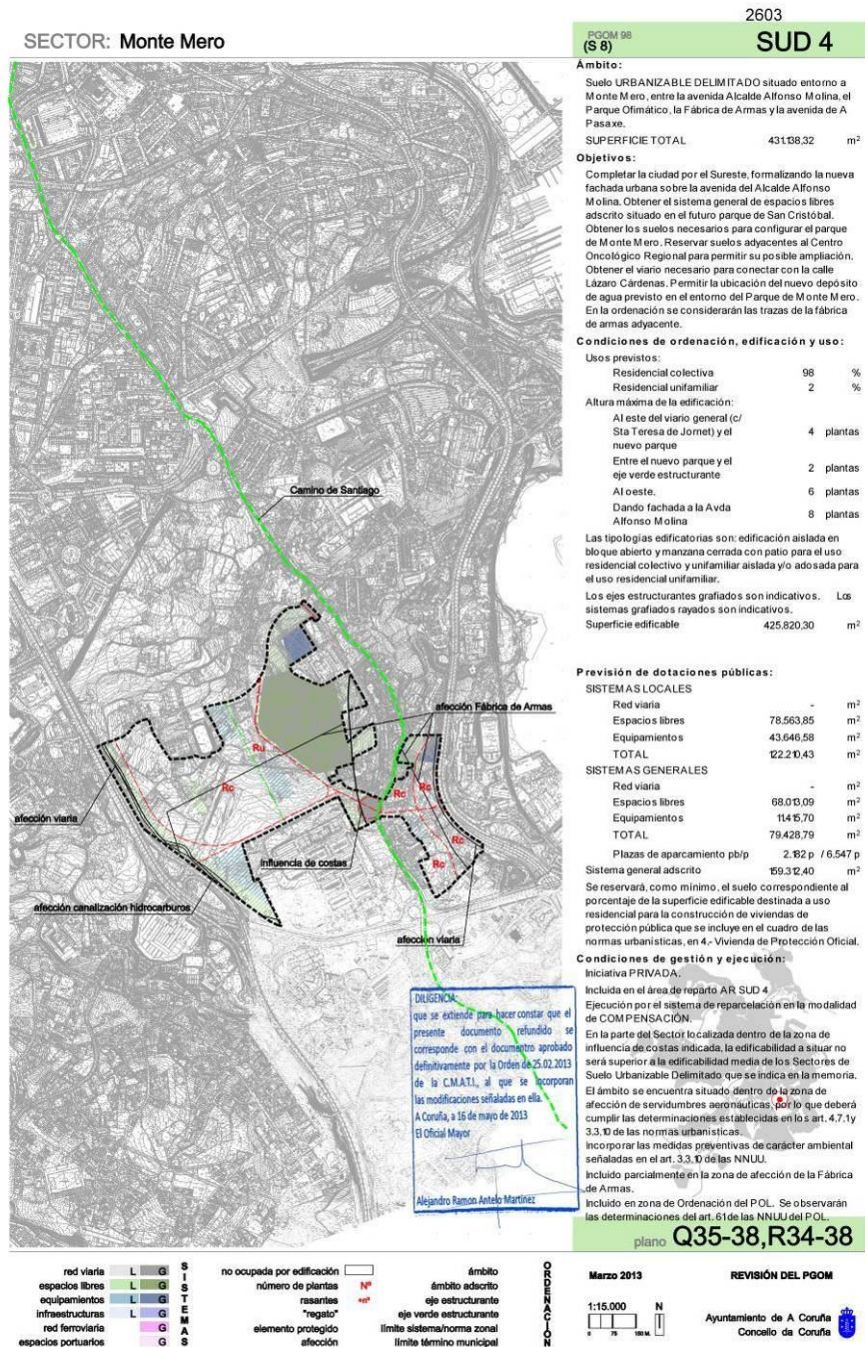 2603
SECTOR: Monte Mero
PGOM 98
(S 8)
SUD 4
Ámbito:
Suelo URBANIZABLE DELIMITADO situado entorno a
Monte Mero, entre la avenida Alcalde Alfonso Molina, el
Parque Ofimático, la Fábrica de Armas y la avenida de A
Pasaxe.
SUPERFICIE TOTAL 431.138,32 m²
Objetivos:
Completar la ciudad por el Sureste, formalizando la nueva
fachada urbana sobre la avenida del Alcalde Alfonso
Molina. Obtener el sistema general de espacios libres
adscrito situado en el futuro parque de San Cristóbal.
Obtener los suelos necesarios para configurar el parque
de Monte Mero. Reservar suelos adyacentes al Centro
Oncológico Regional para permitir su posible ampliación.
Obtener el viario necesario para conectar con la calle
Lázaro Cárdenas. Permitir la ubicación del nuevo depósito
de agua previsto en el entorno del Parque de Monte Mero.
En la ordenación se considerarán las trazas de la fábrica
de armas adyacente.
Condiciones de ordenación, edificación y uso:
Usos previstos:
Residencial colectiva 98 %
Residencial unifamiliar 2 %
Altura máxima de la edificación:
Al este del viario general (c/
Sta Teresa de Jornet) y el
nuevo parque 4 plantas
Entre el nuevo parque y el
eje verde estructurante 2 plantas
Al oeste. 6 plantas
Dando fachada a la Avda
Alfonso Molina 8 plantas
Las tipologías edificatorias son: edificación aislada en
bloque abierto y manzana cerrada con patio para el uso
residencial colectivo y unifamiliar aislada y/o adosada para
el uso residencial unifamiliar.
Los ejes estructurantes grafiados son indicativos. Los
sistemas grafiados rayados son indicativos.
Superficie edificable 425.820,30 m²
Previsión de dotaciones públicas:
SISTEMAS LOCALES
Red viaria - m²
Espacios libres 78.563,85 m²
Equipamientos 43.646,58 m²
TOTAL 122.210,43 m²
SISTEMAS GENERALES
Red viaria - m²
Espacios libres 68.013,09 m²
Equipamientos 11.415,70 m²
TOTAL 79.428,79 m²
Plazas de aparcamiento pb/p 2.182 p / 6.547 p
Sistema general adscrito 159.312,40 m²
Se reservará, como mínimo, el suelo correspondiente al
porcentaje de la superficie edificable destinada a uso
residencial para la construcción de viviendas de
protección pública que se incluye en el cuadro de las
normas urbanísticas, en 4.- Vivienda de Protección Oficial.
Condiciones de gestión y ejecución:
Iniciativa PRIVADA.
Incluida en el área de reparto AR SUD 4
Ejecución por el sistema de reparcelación en la modalidad
de COMPENSACIÓN.
En la parte del Sector localizada dentro de la zona de
influencia de costas indicada, la edificabilidad a situar no
será superior a la edificabilidad media de los Sectores de
Suelo Urbanizable Delimitado que se indica en la memoria.
El ámbito se encuentra situado dentro de la zona de
afección de servidumbres aeronáuticas, por lo que deberá
cumplir las determinaciones establecidas en los art. 4.7.1 y
3.3.10 de las normas urbanísticas.
Incorporar las medidas preventivas de carácter ambiental
señaladas en el art. 3.3.10 de las NNUU.
Incluido parcialmente en la zona de afección de la Fábrica
de Armas.
Incluido en zona de Ordenación del POL. Se observarán
las determinaciones del art. 61 de las NNUU del POL.
plano Q35-38,R34-38
Camino de Santiago
afección Fábrica de Armas
Ru
Rc
Rc
Rc
Rc
Rc
afección viaria
influencia de costas
afección canalización hidrocarburos
afección viaria
DILIGENCIA:
que se extiende para hacer constar que el
presente documento refundido se
corresponde con el documento aprobado
definitivamente por la Orden de 25.02.2013
de la C.M.A.T.I., al que se incorporan
las modificaciones señaladas en ella.
A Coruña, a 16 de mayo de 2013
El Oficial Mayor
Alejandro Ramon Antelo Martínez
red viaria L G
espacios libres L G
equipamientos L G
infraestructuras L G
red ferroviaria G
espacios portuarios G
SISTEMAS
no ocupada por edificación
número de plantas Nº
rasantes +nº
"regato"
elemento protegido
afección
ámbito
ámbito adscrito
eje estructurante
eje verde estructurante
límite sistema/norma zonal
límite término municipal
ORDENACIÓN
Marzo 2013
REVISIÓN DEL PGOM
1:15.000 N
0 75 150 M.
Ayuntamiento de A Coruña
Concello da Coruña